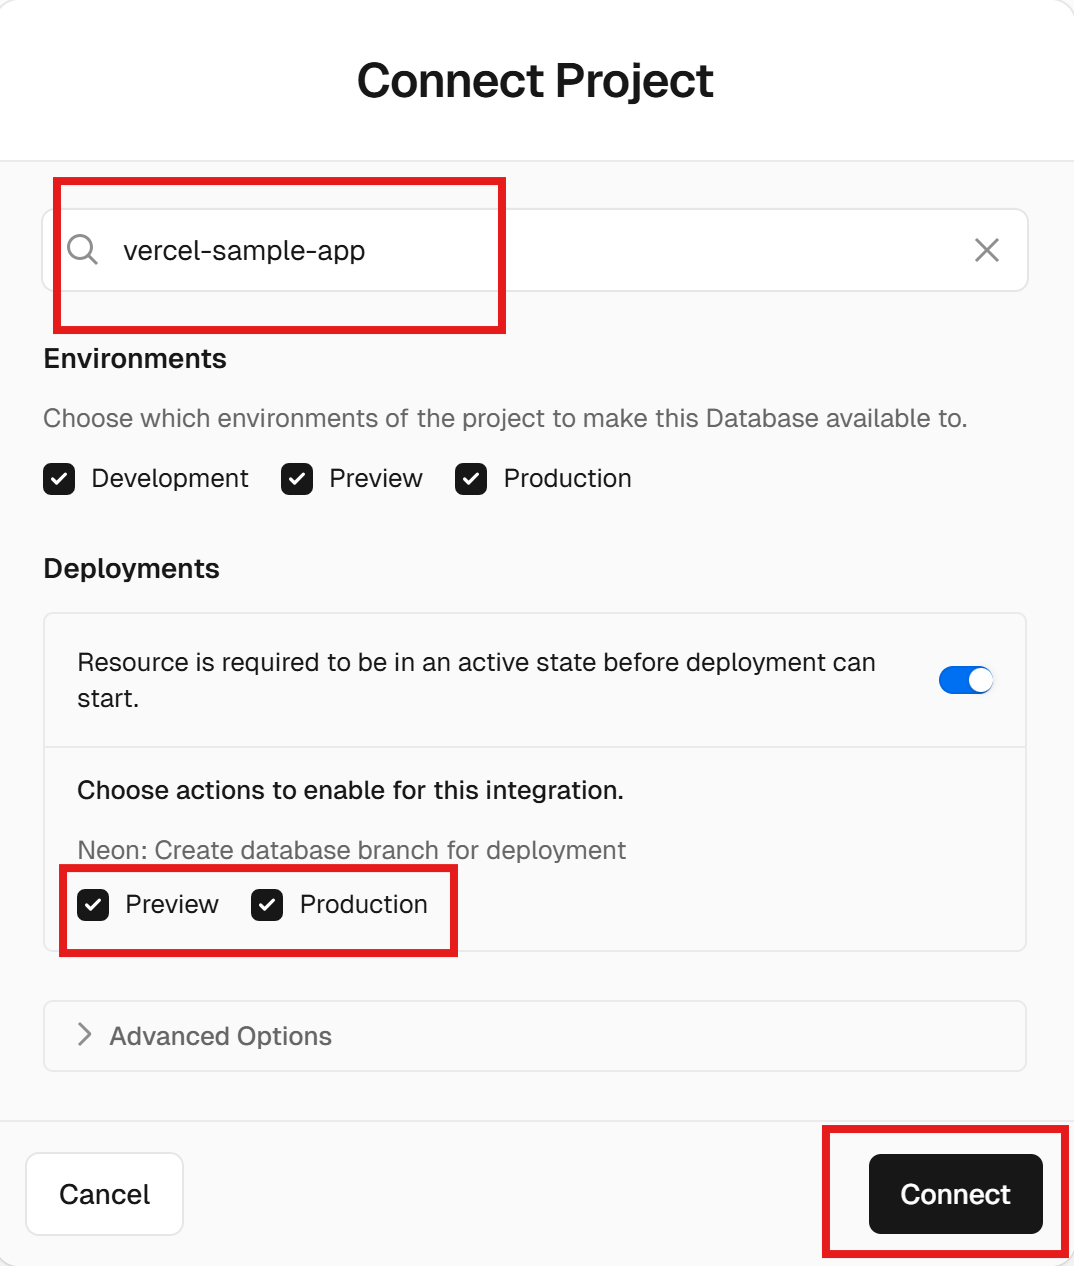 Connect Project
vercel-sample-app
Environments
Choose which environments of the project to make this Database available to.
Development Preview Production
Deployments
Resource is required to be in an active state before deployment can
start.
Choose actions to enable for this integration.
Neon: Create database branch for deployment
Preview Production
Advanced Options
Cancel Connect